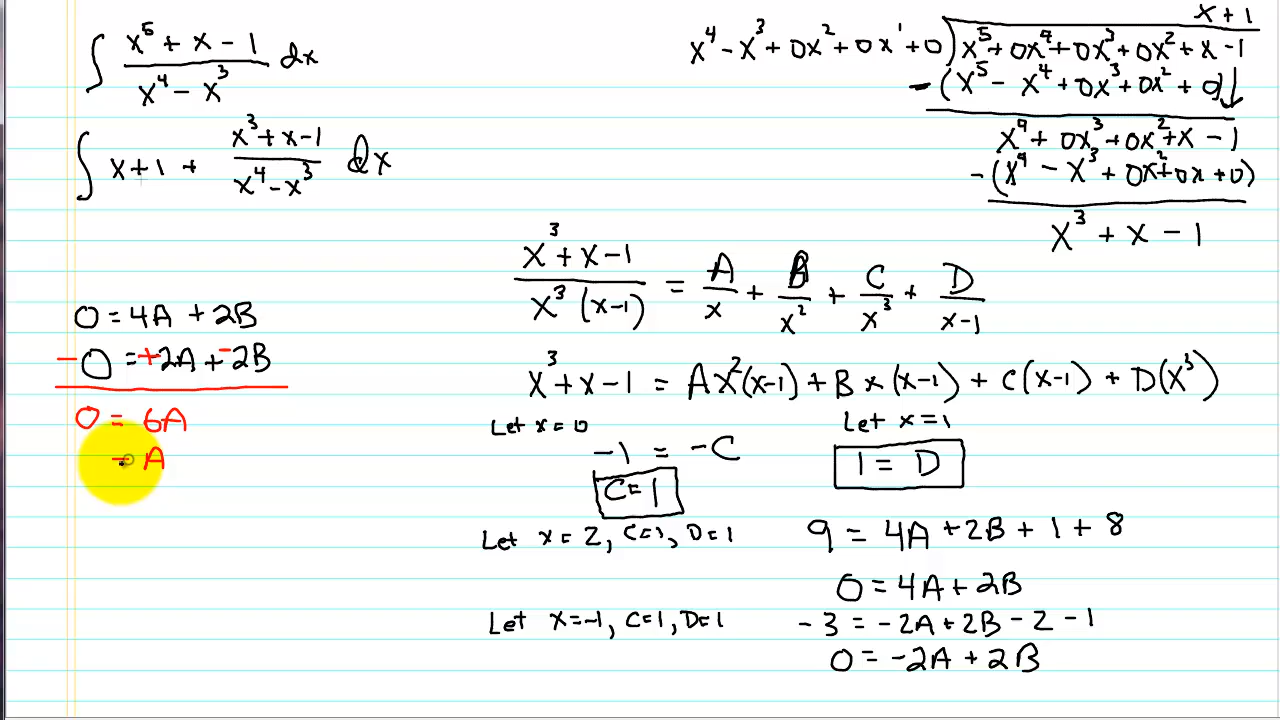 ∫ (x⁵ + x − 1)/(x⁴ − x³) dx
∫ x + 1 + (x³ + x − 1)/(x⁴ − x³) dx
x + 1
x⁴ − x³ + 0x² + 0x¹ + 0 ) x⁵ + 0x⁴ + 0x³ + 0x² + x − 1
− (x⁵ − x⁴ + 0x³ + 0x² + 0) ↓
x⁴ + 0x³ + 0x² + x − 1
− (x⁴ − x³ + 0x² + 0x + 0)
x³ + x − 1
(x³ + x − 1)/(x³ (x−1)) = A/x + B/x² + C/x³ + D/(x−1)
x³ + x − 1 = Ax²(x−1) + Bx(x−1) + C(x−1) + D(x³)
Let x = 0
−1 = −C
C = 1
Let x = 1
1 = D
Let x = 2, C=1, D=1
9 = 4A + 2B + 1 + 8
0 = 4A + 2B
Let x = −1, C=1, D=1
−3 = −2A + 2B − 2 − 1
0 = −2A + 2B
0 = 4A + 2B
− 0 = +2A + − 2B
0 = 6A
= A